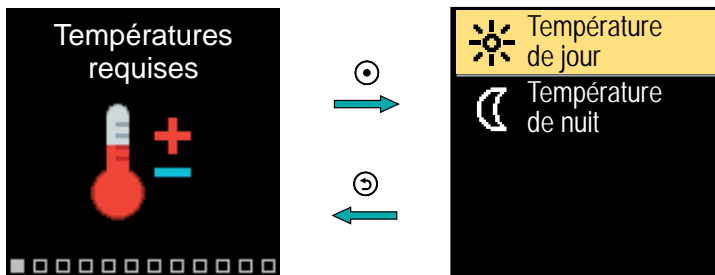 Températures
requises
Température
de jour
Température
de nuit